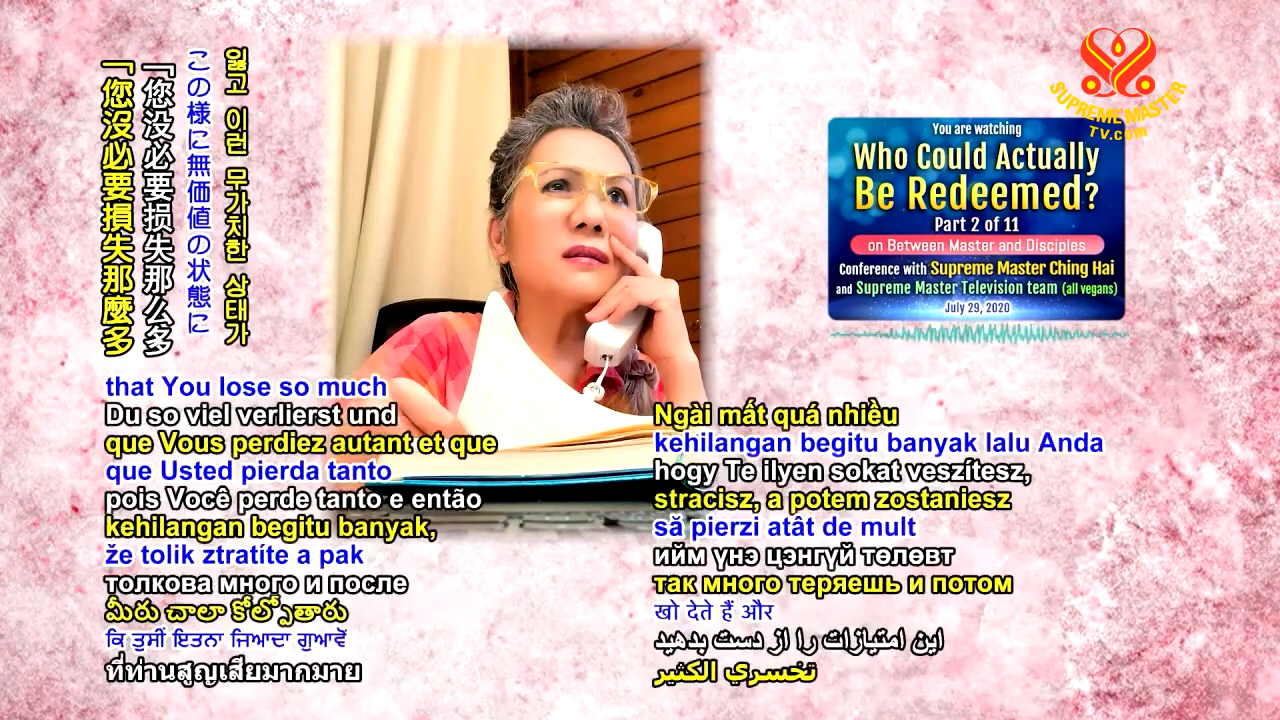 「您沒必要損失那麼多
「您没必要损失那么多
この様に無価値の状態に
잃고 이런 무가치한 상태가
SUPREME MASTER
TV.com
You are watching
Who Could Actually
Be Redeemed?
Part 2 of 11
on Between Master and Disciples
Conference with Supreme Master Ching Hai
and Supreme Master Television team (all vegans)
July 29, 2020
that You lose so much
Du so viel verlierst und
que Vous perdiez autant et que
que Usted pierda tanto
pois Você perde tanto e então
kehilangan begitu banyak,
že tolik ztratíte a pak
толкова много и после
మీరు చాలా కోల్పోతారు
ਕਿ ਤੁਸੀਂ ਇਤਨਾ ਜਿਆਦਾ ਗੁਆਵੋਂ
ที่ท่านสูญเสียมากมาย
Ngài mất quá nhiều
kehilangan begitu banyak lalu Anda
hogy Te ilyen sokat veszítesz,
stracisz, a potem zostaniesz
să pierzi atât de mult
ийм үнэ цэнгүй төлөвт
так много теряешь и потом
खो देते हैं और
این امتیازات را از دست بدهید
تخسري الكثير